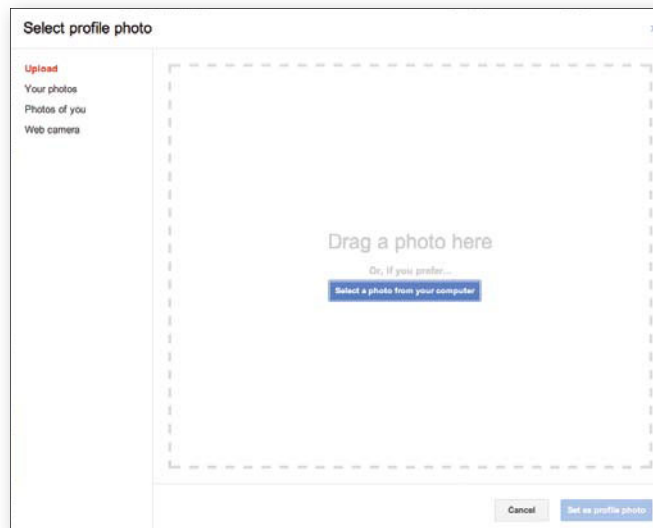 Select profile photo
Upload
Your photos
Photos of you
Web camera
Drag a photo here
Or, if you prefer...
Select a photo from your computer
Cancel
Set as profile photo